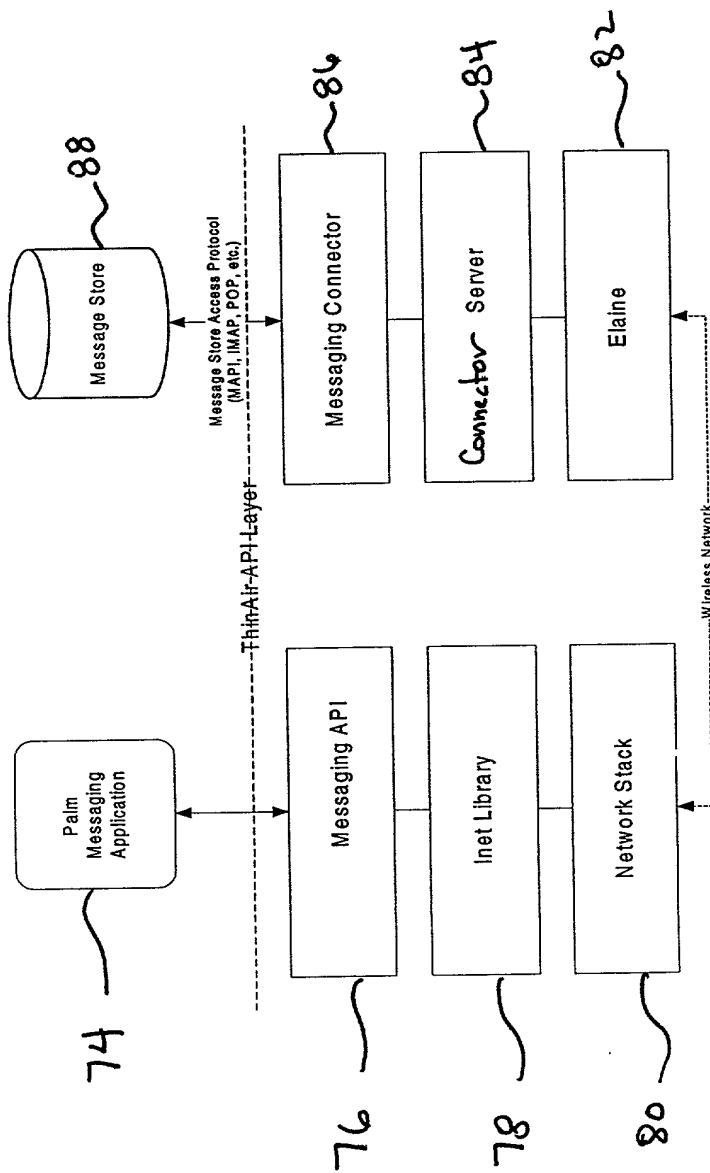 74
Palm
Messaging
Application
Message Store
88
Message Store Access Protocol
(MAPI, IMAP, POP, etc.)
ThinAir API Layer
76
Messaging API
Messaging Connector
86
78
Inet Library
Connector Server
84
80
Network Stack
Elaine
82
Wireless Network